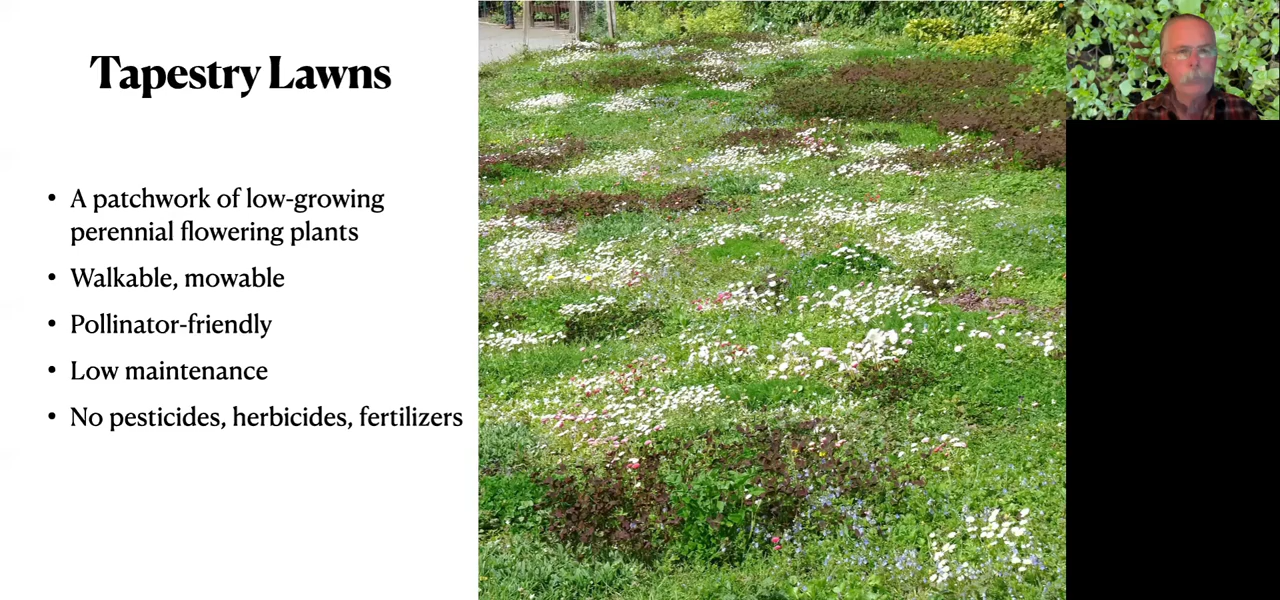 Tapestry Lawns
• A patchwork of low-growing
perennial flowering plants
• Walkable, mowable
• Pollinator-friendly
• Low maintenance
• No pesticides, herbicides, fertilizers